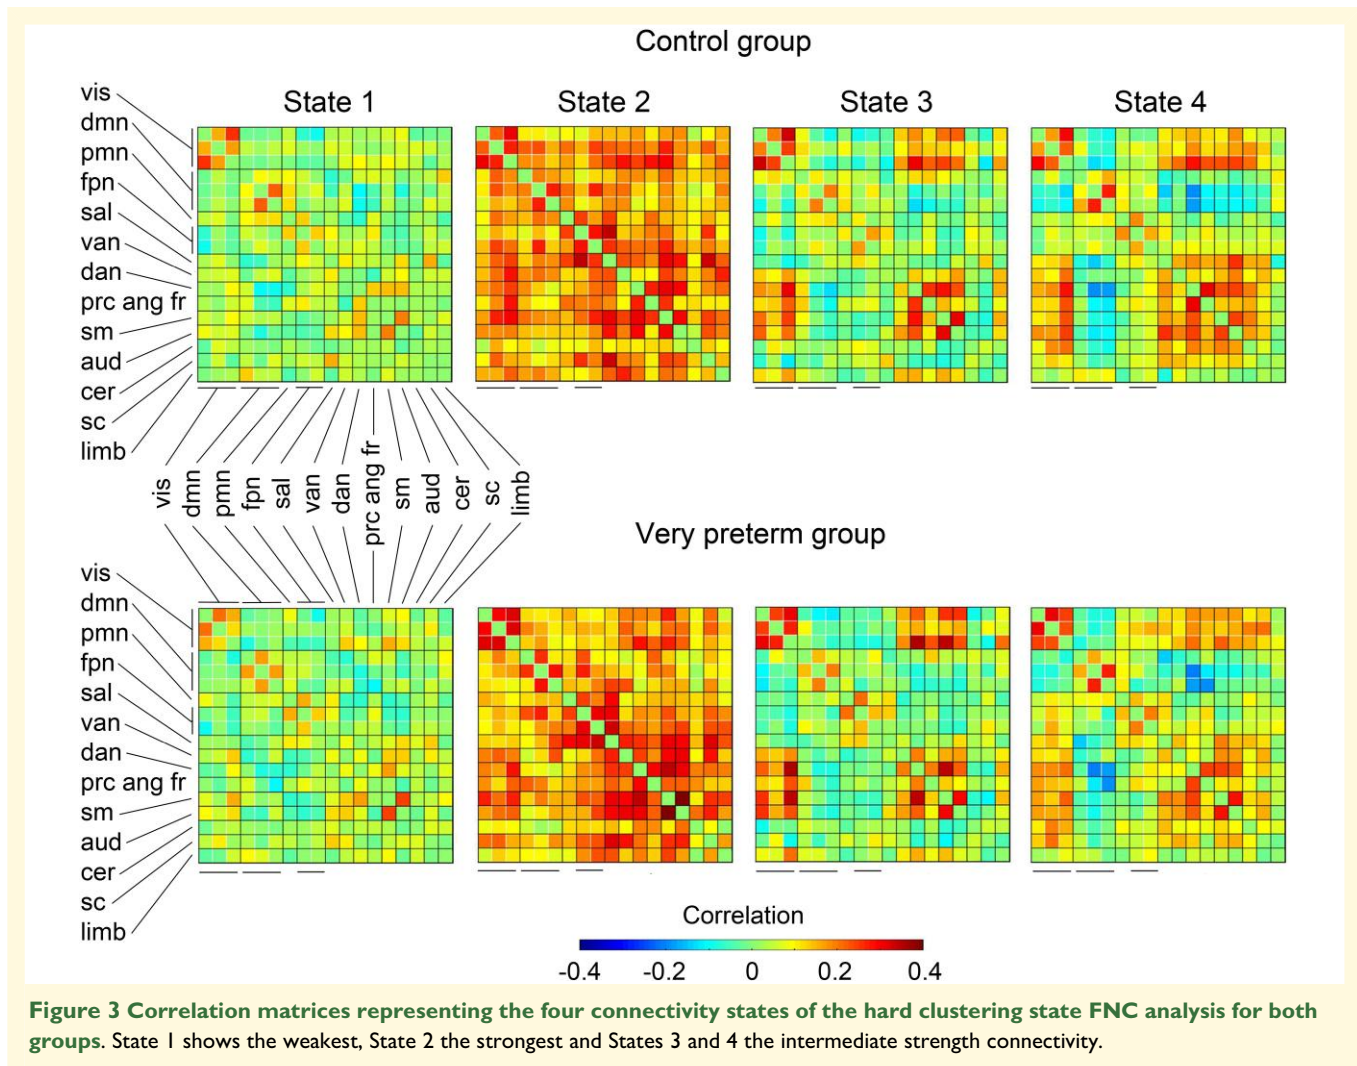 Control group
State 1 State 2 State 3 State 4
vis
dmn
pmn
fpn
sal
van
dan
prc ang fr
sm
aud
cer
sc
limb
vis dmn pmn fpn sal van dan prc ang fr sm aud cer sc limb
Very preterm group
vis
dmn
pmn
fpn
sal
van
dan
prc ang fr
sm
aud
cer
sc
limb
Correlation
-0.4 -0.2 0 0.2 0.4
Figure 3 Correlation matrices representing the four connectivity states of the hard clustering state FNC analysis for both
groups. State 1 shows the weakest, State 2 the strongest and States 3 and 4 the intermediate strength connectivity.